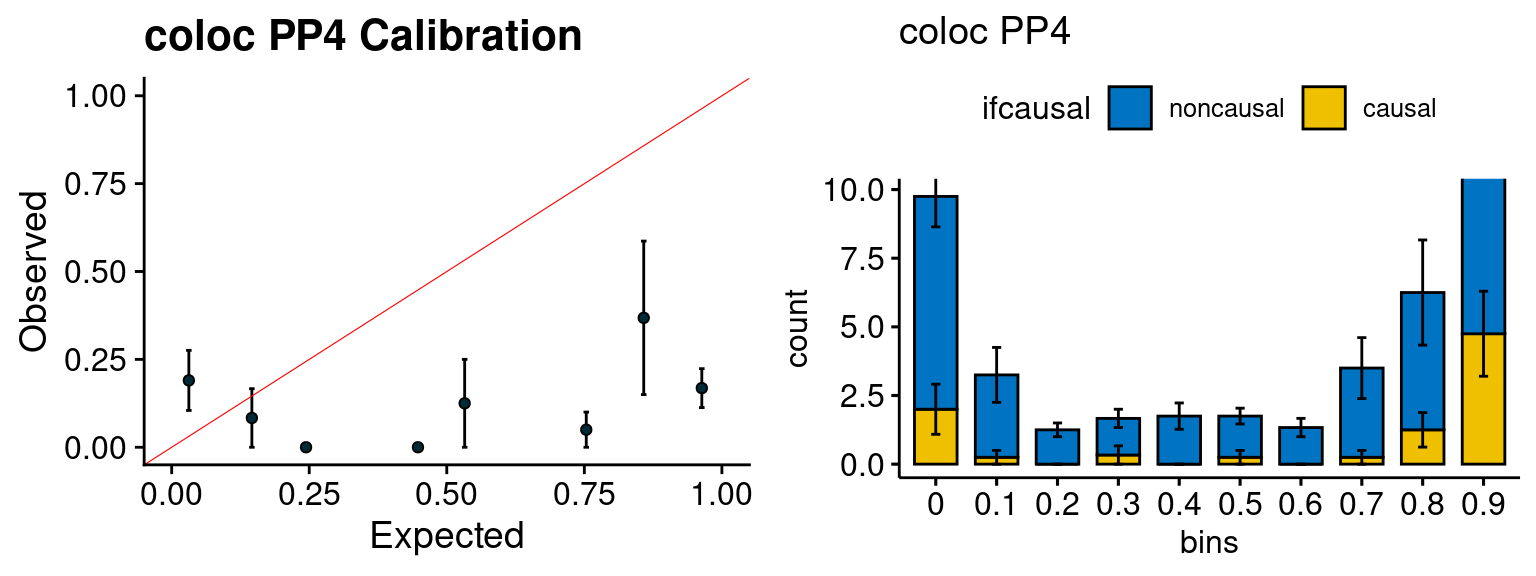 coloc PP4 Calibration
Observed
1.00
0.75
0.50
0.25
0.00
0.00 0.25 0.50 0.75 1.00
Expected
coloc PP4
ifcausal noncausal causal
count
10.0
7.5
5.0
2.5
0.0
0 0.1 0.2 0.3 0.4 0.5 0.6 0.7 0.8 0.9
bins